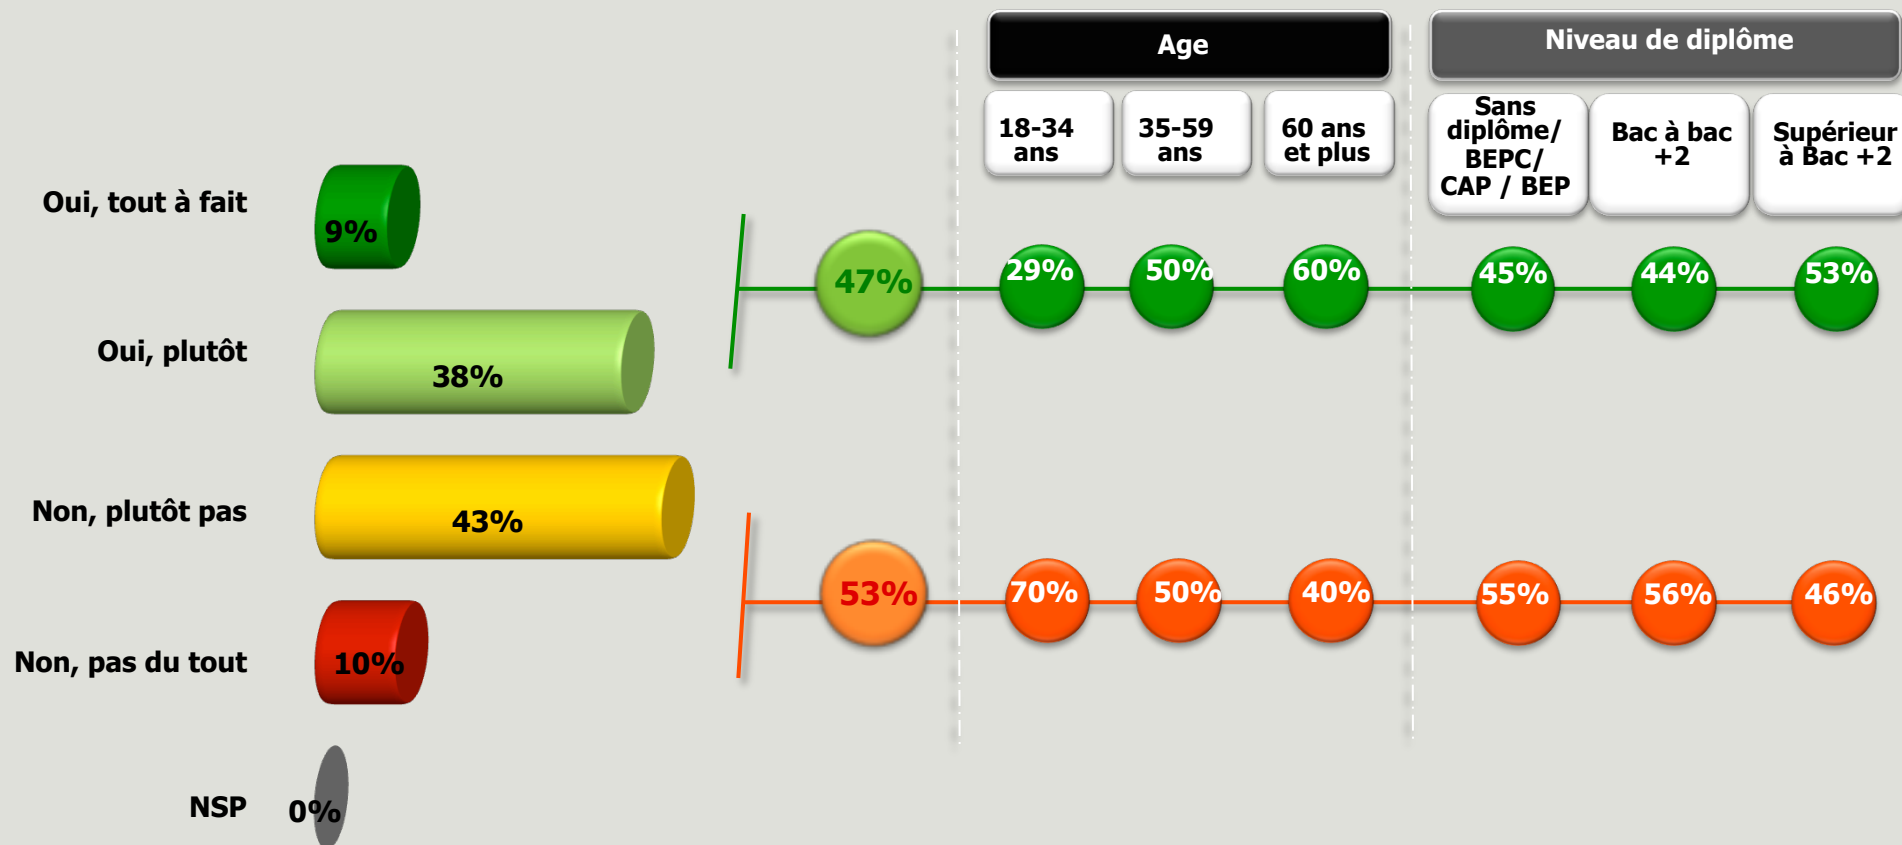 Age
Niveau de diplôme
18-34
ans
35-59
ans
60 ans
et plus
Sans
diplôme/
BEPC/
CAP / BEP
Bac à bac
+2
Supérieur
à Bac +2
Oui, tout à fait
9%
47%
29%
50%
60%
45%
44%
53%
Oui, plutôt
38%
Non, plutôt pas
43%
53%
70%
50%
40%
55%
56%
46%
Non, pas du tout
10%
NSP
0%